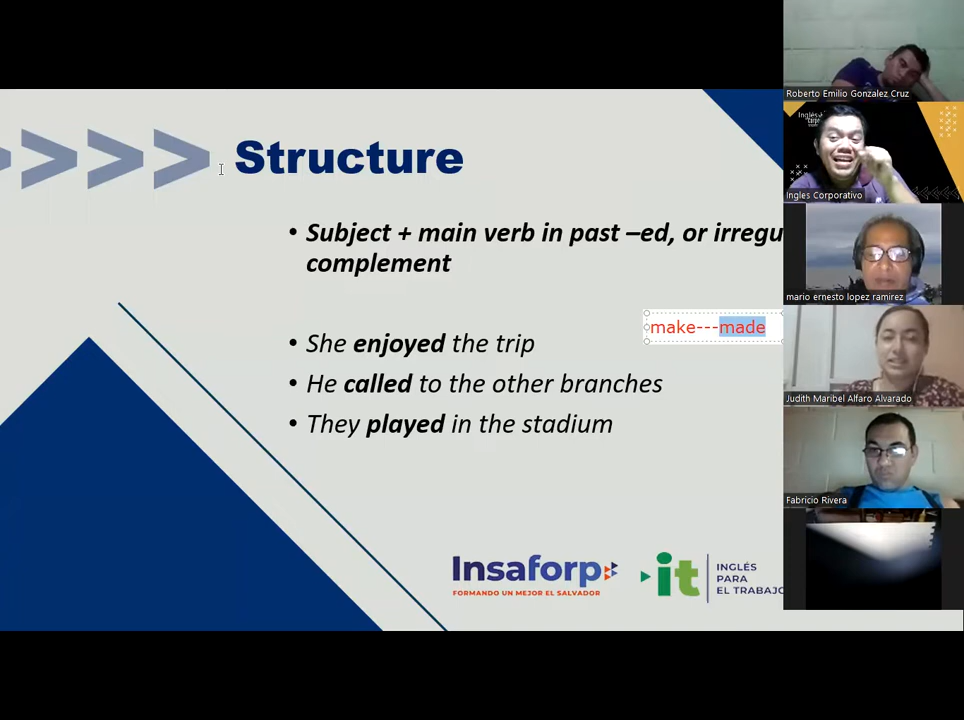 Structure
• Subject + main verb in past –ed, or irregu
complement
make---made
• She enjoyed the trip
• He called to the other branches
• They played in the stadium
Insaforp
FORMANDO UN MEJOR EL SALVADOR
it
INGLÉS
PARA
EL TRABAJO
Roberto Emilio Gonzalez Cruz
Ingles Corporativo
mario ernesto lopez ramirez
Judith Maribel Alfaro Alvarado
Fabricio Rivera